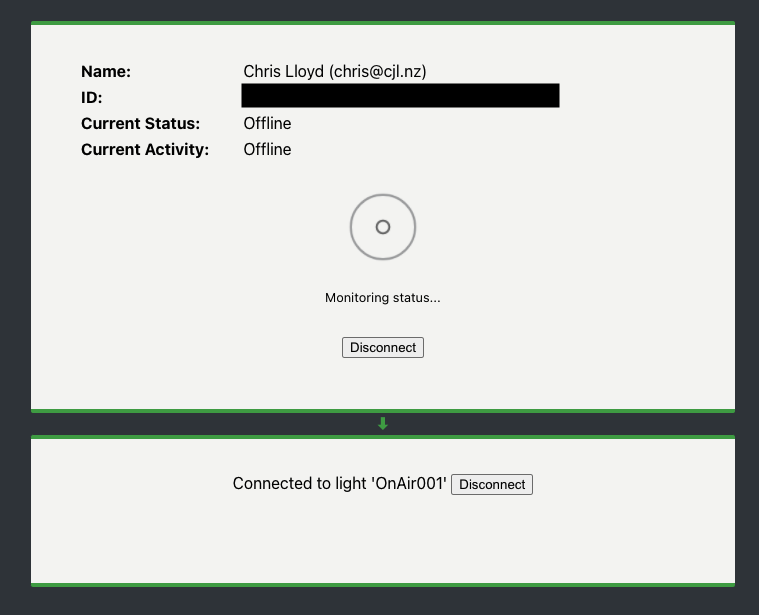 Name: Chris Lloyd (chris@cjl.nz)
ID:
Current Status: Offline
Current Activity: Offline
Monitoring status...
Disconnect
Connected to light 'OnAir001' Disconnect